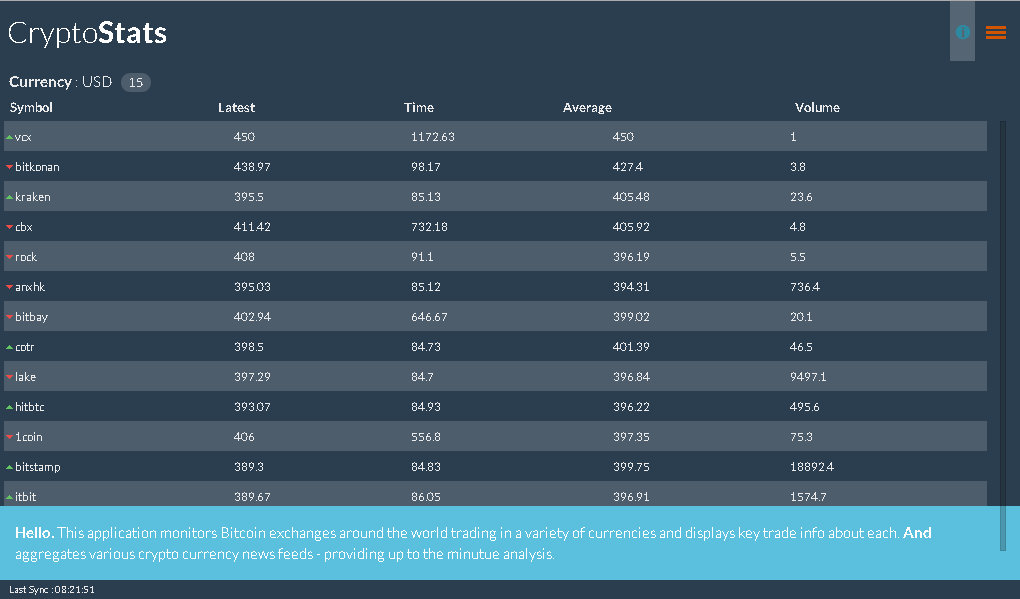 CryptoStats
Currency : USD 15
Symbol Latest Time Average Volume
vcx 450 1172.63 450 1
bitkonan 438.97 98.17 427.4 3.8
kraken 395.5 85.13 405.48 23.6
cbx 411.42 732.18 405.92 4.8
rock 408 91.1 396.19 5.5
anxhk 395.03 85.12 394.31 736.4
bitbay 402.94 646.67 399.02 20.1
cotr 398.5 84.73 401.39 46.5
lake 397.29 84.7 396.84 9497.1
hitbtc 393.07 84.93 396.22 495.6
1coin 406 556.8 397.35 75.3
bitstamp 389.3 84.83 399.75 18892.4
itbit 389.67 86.05 396.91 1574.7
Hello. This application monitors Bitcoin exchanges around the world trading in a variety of currencies and displays key trade info about each. And
aggregates various crypto currency news feeds - providing up to the minutue analysis.
Last Sync : 08:21:51